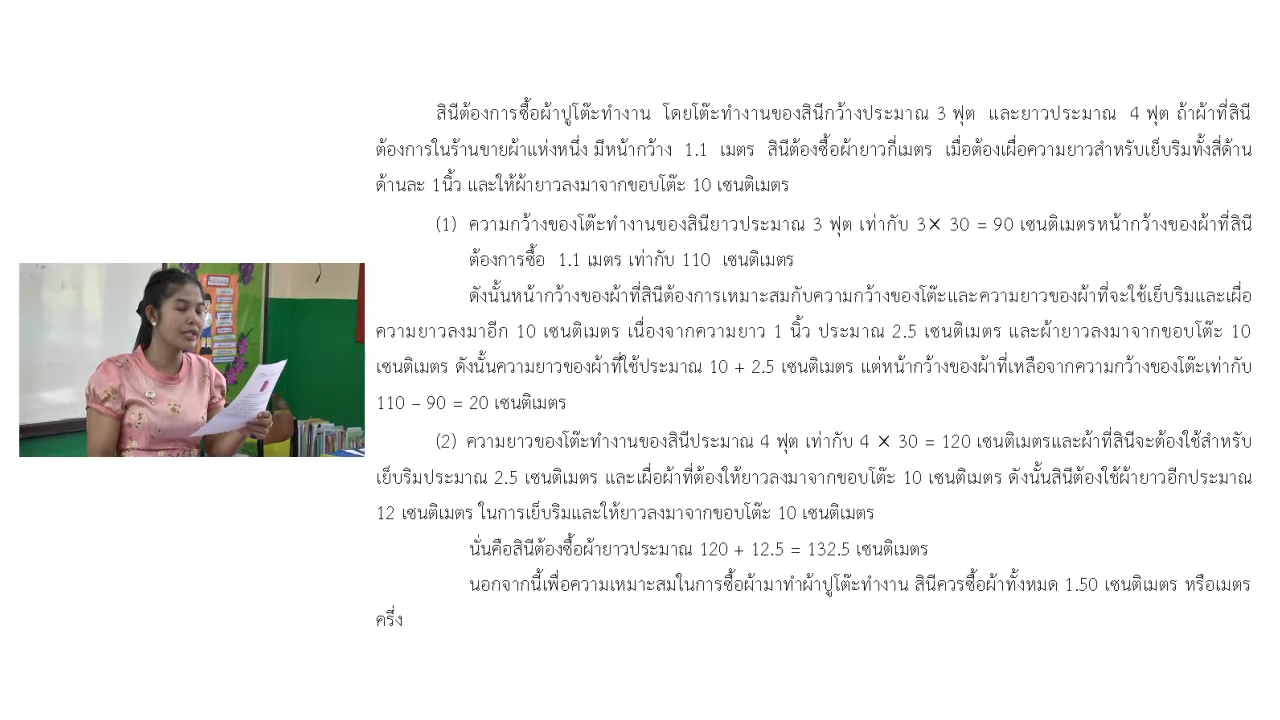 สินีต้องการซื้อผ้าปูโต๊ะทำงาน โดยโต๊ะทำงานของสินีกว้างประมาณ 3 ฟุต และยาวประมาณ 4 ฟุต ถ้าผ้าที่สินี
ต้องการในร้านขายผ้าแห่งหนึ่ง มีหน้ากว้าง 1.1 เมตร สินีต้องซื้อผ้ายาวกี่เมตร เมื่อต้องเผื่อความยาวสำหรับเย็บริมทั้งสี่ด้าน
ด้านละ 1นิ้ว และให้ผ้ายาวลงมาจากขอบโต๊ะ 10 เซนติเมตร
(1) ความกว้างของโต๊ะทำงานของสินียาวประมาณ 3 ฟุต เท่ากับ 3× 30 = 90 เซนติเมตรหน้ากว้างของผ้าที่สินี
ต้องการซื้อ 1.1 เมตร เท่ากับ 110 เซนติเมตร
ดังนั้นหน้ากว้างของผ้าที่สินีต้องการเหมาะสมกับความกว้างของโต๊ะและความยาวของผ้าที่จะใช้เย็บริมและเผื่อ
ความยาวลงมาอีก 10 เซนติเมตร เนื่องจากความยาว 1 นิ้ว ประมาณ 2.5 เซนติเมตร และผ้ายาวลงมาจากขอบโต๊ะ 10
เซนติเมตร ดังนั้นความยาวของผ้าที่ใช้ประมาณ 10 + 2.5 เซนติเมตร แต่หน้ากว้างของผ้าที่เหลือจากความกว้างของโต๊ะเท่ากับ
110 – 90 = 20 เซนติเมตร
(2) ความยาวของโต๊ะทำงานของสินีประมาณ 4 ฟุต เท่ากับ 4 × 30 = 120 เซนติเมตรและผ้าที่สินีจะต้องใช้สำหรับ
เย็บริมประมาณ 2.5 เซนติเมตร และเผื่อผ้าที่ต้องให้ยาวลงมาจากขอบโต๊ะ 10 เซนติเมตร ดังนั้นสินีต้องใช้ผ้ายาวอีกประมาณ
12 เซนติเมตร ในการเย็บริมและให้ยาวลงมาจากขอบโต๊ะ 10 เซนติเมตร
นั่นคือสินีต้องซื้อผ้ายาวประมาณ 120 + 12.5 = 132.5 เซนติเมตร
นอกจากนี้เพื่อความเหมาะสมในการซื้อผ้ามาทำผ้าปูโต๊ะทำงาน สินีควรซื้อผ้าทั้งหมด 1.50 เซนติเมตร หรือเมตร
ครึ่ง